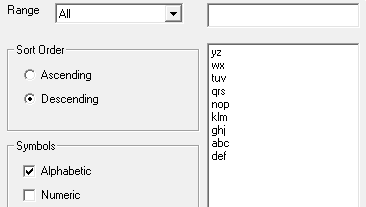 Range All
Sort Order
Ascending
Descending
Symbols
Alphabetic
Numeric
yz
wx
tuv
qrs
nop
klm
ghj
abc
def